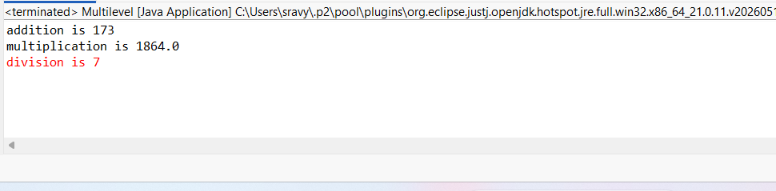 <terminated> Multilevel [Java Application] C:\Users\sravy\.p2\pool\plugins\org.eclipse.justj.openjdk.hotspot.jre.full.win32.x86_64_21.0.11.v2026051
addition is 173
multiplication is 1864.0
division is 7